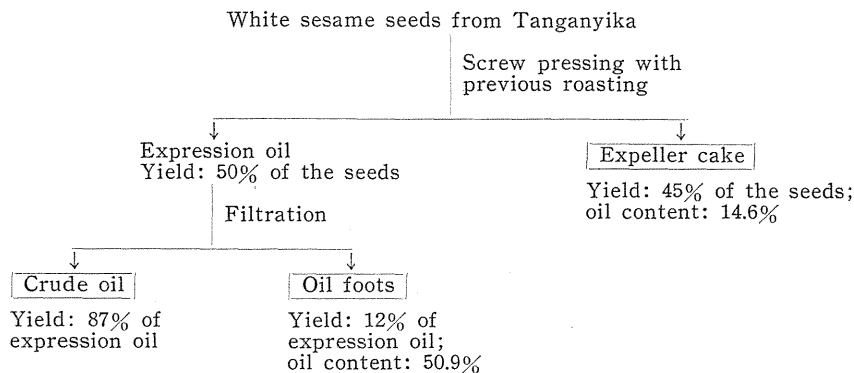 White sesame seeds from Tanganyika
Screw pressing with
previous roasting
Expression oil
Yield: 50% of the seeds
Expeller cake
Yield: 45% of the seeds;
oil content: 14.6%
Filtration
Crude oil
Yield: 87% of
expression oil
Oil foots
Yield: 12% of
expression oil;
oil content: 50.9%